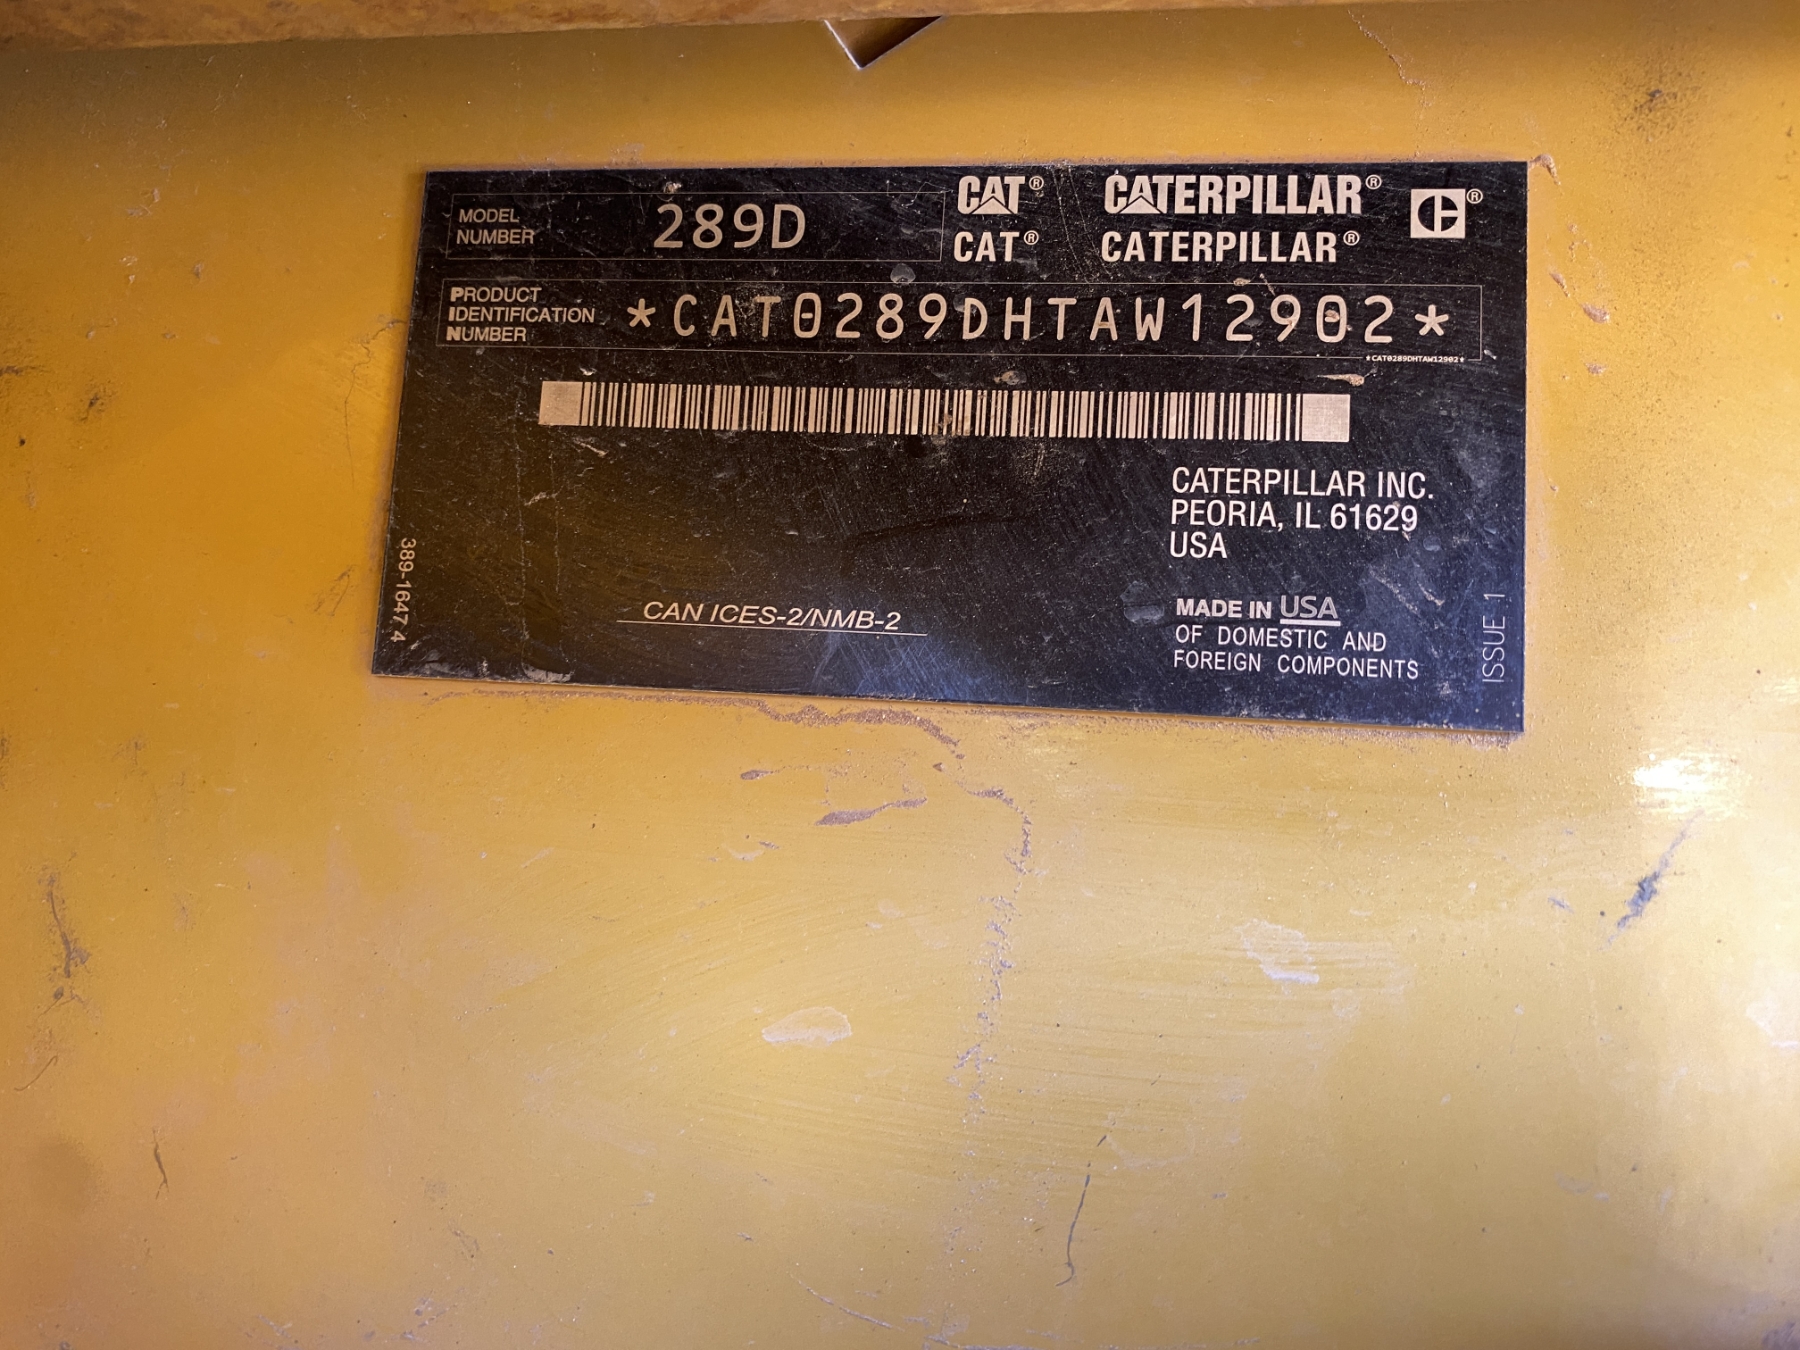 MODEL
NUMBER
289D
CAT® CATERPILLAR® ®
CAT® CATERPILLAR®
PRODUCT
IDENTIFICATION
NUMBER
*CAT0289DHTAW12902*
*CAT0289DHTAW12902*
CATERPILLAR INC.
PEORIA, IL 61629
USA
CAN ICES-2/NMB-2
MADE IN USA
OF DOMESTIC AND
FOREIGN COMPONENTS
389-1647 4
ISSUE 1